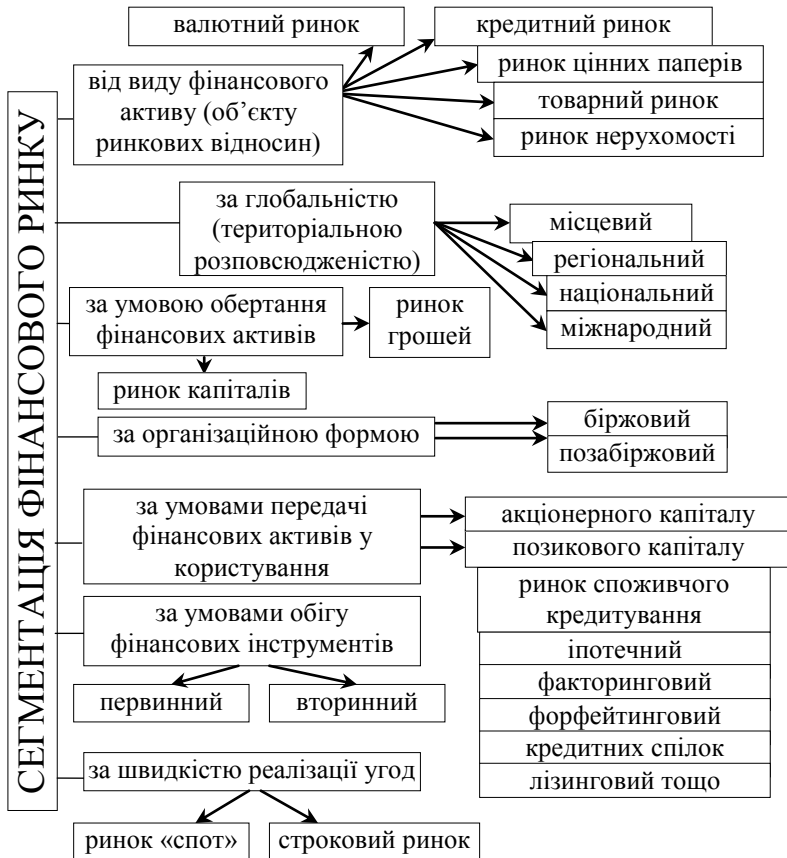 СЕГМЕНТАЦІЯ ФІНАНСОВОГО РИНКУ
валютний ринок
кредитний ринок
від виду фінансового
активу (об’єкту
ринкових відносин)
ринок цінних паперів
товарний ринок
ринок нерухомості
за глобальністю
(територіальною
розповсюдженістю)
місцевий
регіональний
національний
міжнародний
за умовою обертання
фінансових активів
ринок
грошей
ринок капіталів
за організаційною формою
біржовий
позабіржовий
за умовами передачі
фінансових активів у
користування
акціонерного капіталу
позикового капіталу
ринок споживчого
кредитування
іпотечний
факторинговий
форфейтинговий
кредитних спілок
лізинговий тощо
за умовами обігу
фінансових інструментів
первинний
вторинний
за швидкістю реалізації угод
ринок «спот»
строковий ринок